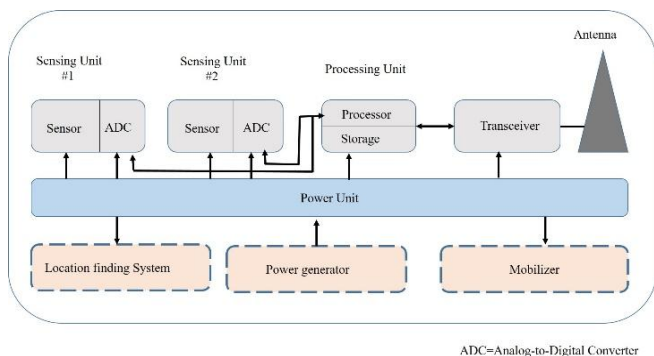 Antenna
Sensing Unit
#1
Sensing Unit
#2
Processing Unit
Sensor
ADC
Sensor
ADC
Processor
Storage
Transceiver
Power Unit
Location finding System
Power generator
Mobilizer
ADC=Analog-to-Digital Converter